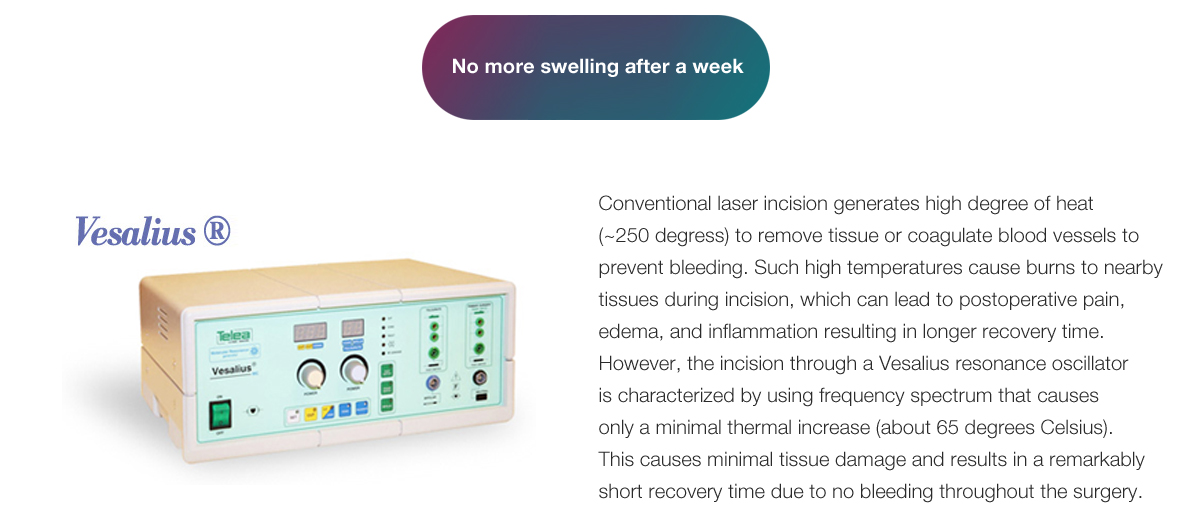 No more swelling after a week
Vesalius ®
Conventional laser incision generates high degree of heat
(~250 degress) to remove tissue or coagulate blood vessels to
prevent bleeding. Such high temperatures cause burns to nearby
tissues during incision, which can lead to postoperative pain,
edema, and inflammation resulting in longer recovery time.
However, the incision through a Vesalius resonance oscillator
is characterized by using frequency spectrum that causes
only a minimal thermal increase (about 65 degrees Celsius).
This causes minimal tissue damage and results in a remarkably
short recovery time due to no bleeding throughout the surgery.
Telea
Vesalius®
ON
OFF
POWER
POWER